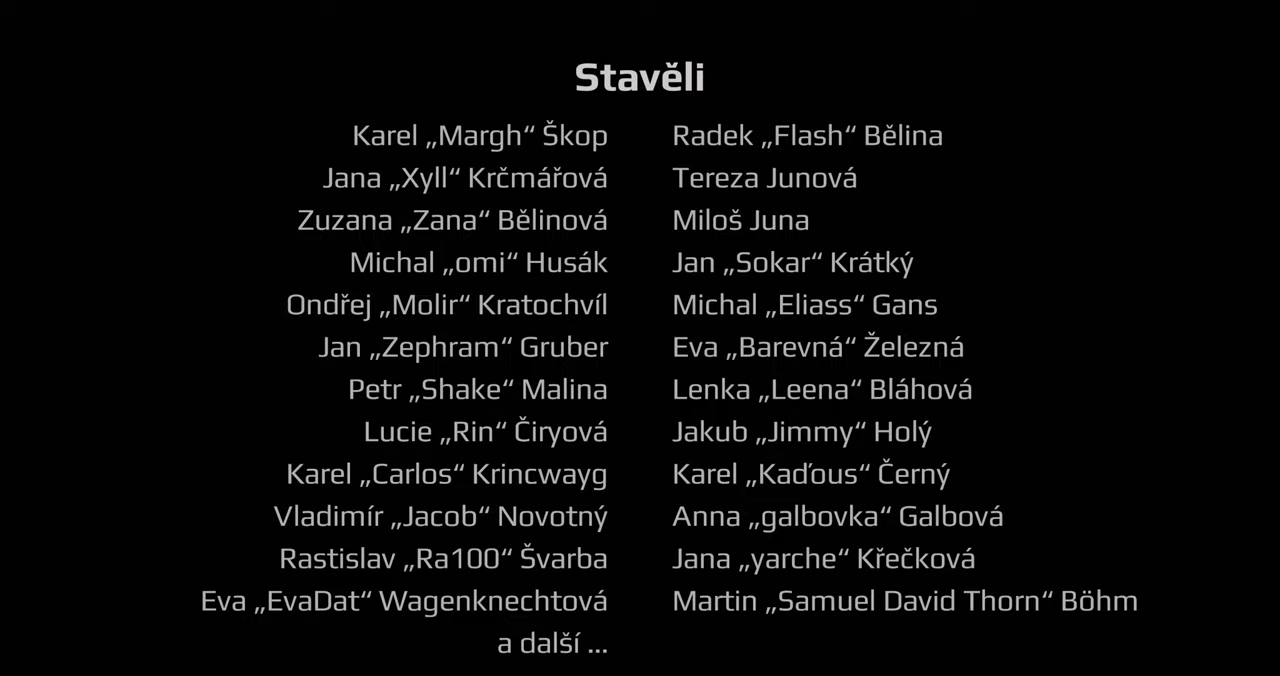 Stavěli
Karel „Margh“ Škop
Radek „Flash“ Bělina
Jana „Xyll“ Krčmářová
Tereza Junová
Zuzana „Zana“ Bělinová
Miloš Juna
Michal „omi“ Husák
Jan „Sokar“ Krátký
Ondřej „Molir“ Kratochvíl
Michal „Eliass“ Gans
Jan „Zephram“ Gruber
Eva „Barevná“ Železná
Petr „Shake“ Malina
Lenka „Leena“ Bláhová
Lucie „Rin“ Čiryová
Jakub „Jimmy“ Holý
Karel „Carlos“ Krincwayg
Karel „Kaďous“ Černý
Vladimír „Jacob“ Novotný
Anna „galbovka“ Galbová
Rastislav „Ra100“ Švarba
Jana „yarche“ Křečková
Eva „EvaDat“ Wagenknechtová
Martin „Samuel David Thorn“ Böhm
a další ...